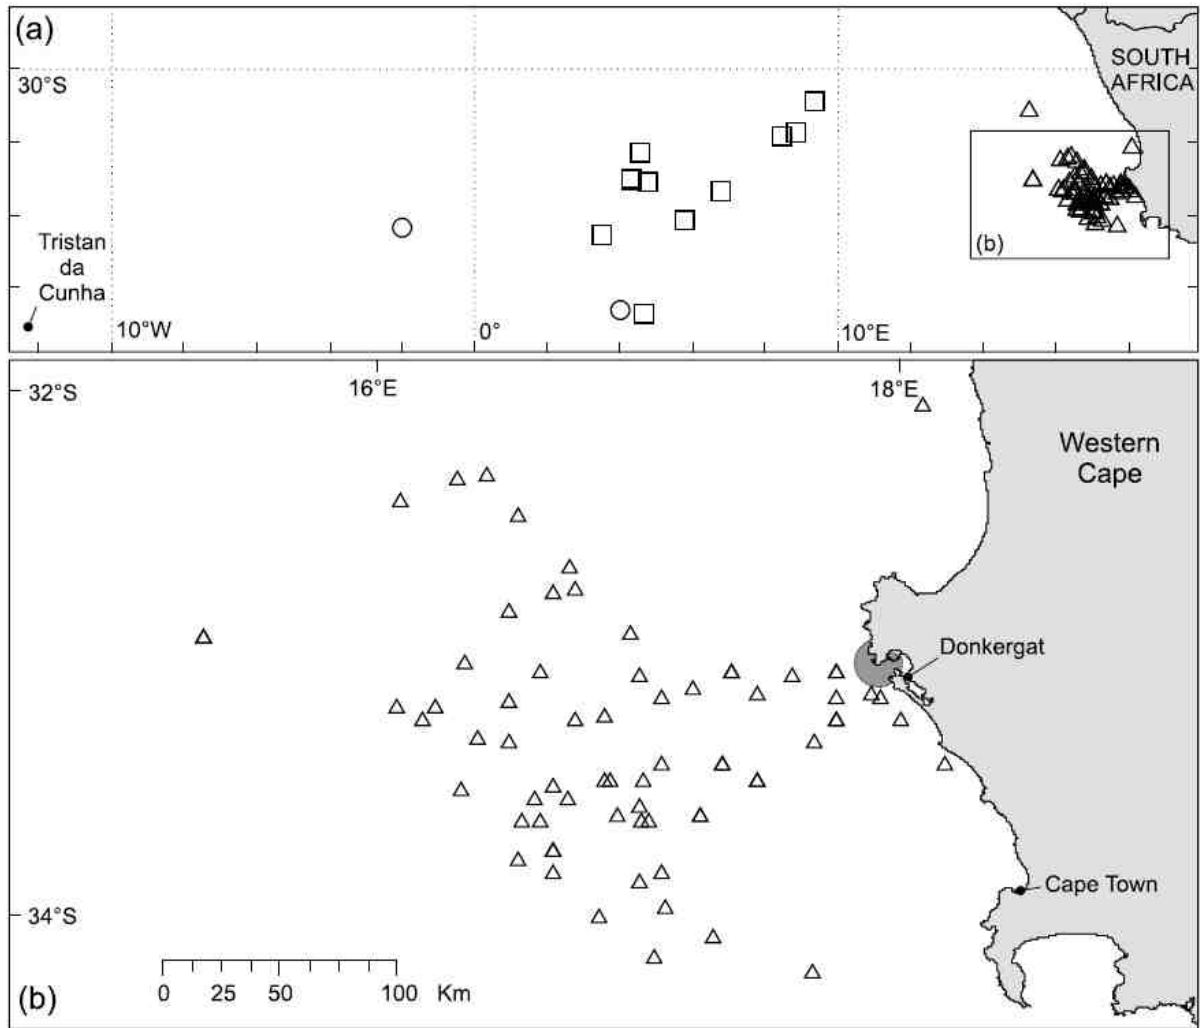 (a)
30°S
SOUTH
AFRICA
(b)
Tristan
da
Cunha
10°W
0°
10°E
32°S
16°E
18°E
Western
Cape
Donkergat
Cape Town
34°S
0 25 50 100 Km
(b)